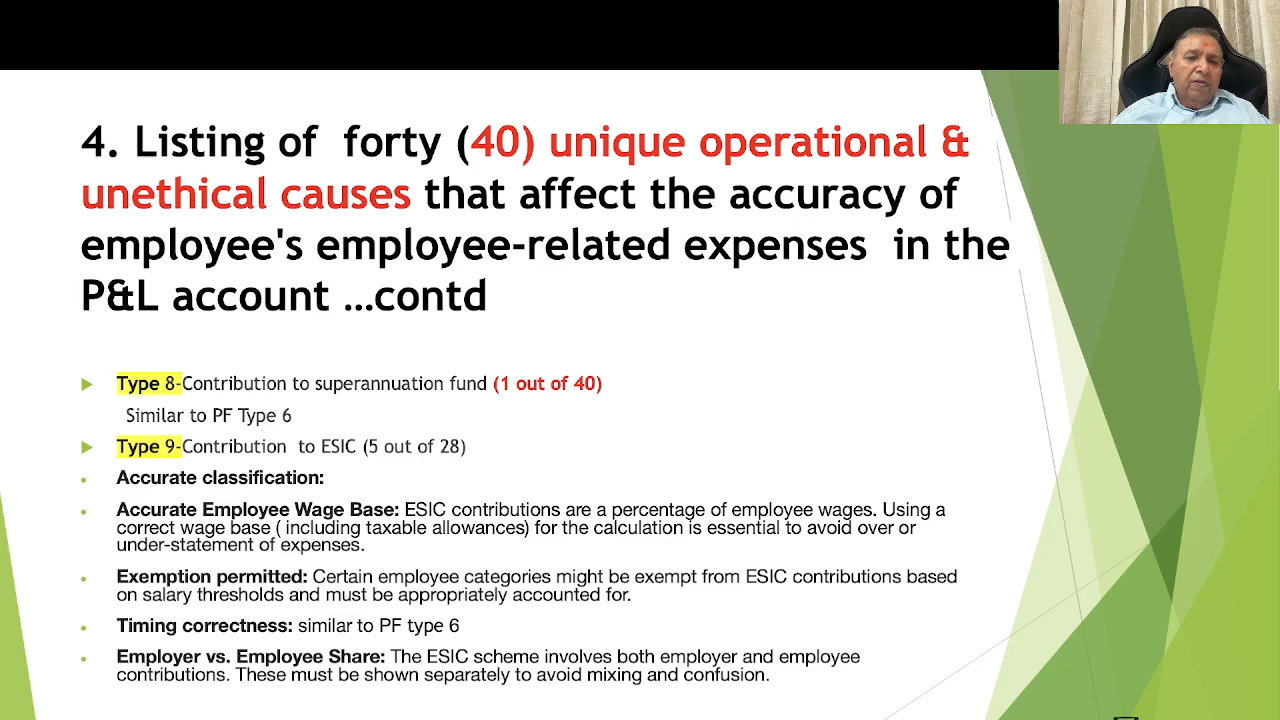 4. Listing of forty (40) unique operational &
unethical causes that affect the accuracy of
employee's employee-related expenses in the
P&L account ...contd
Type 8-Contribution to superannuation fund (1 out of 40)
Similar to PF Type 6
Type 9-Contribution to ESIC (5 out of 28)
Accurate classification:
Accurate Employee Wage Base: ESIC contributions are a percentage of employee wages. Using a
correct wage base ( including taxable allowances) for the calculation is essential to avoid over or
under-statement of expenses.
Exemption permitted: Certain employee categories might be exempt from ESIC contributions based
on salary thresholds and must be appropriately accounted for.
Timing correctness: similar to PF type 6
Employer vs. Employee Share: The ESIC scheme involves both employer and employee
contributions. These must be shown separately to avoid mixing and confusion.